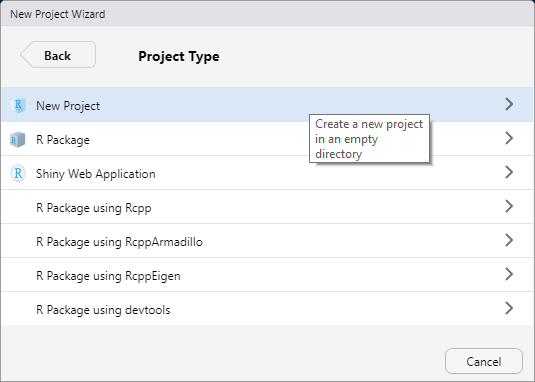 New Project Wizard
Back
Project Type
R New Project
Create a new project
in an empty
directory
R R Package
R Shiny Web Application
R Package using Rcpp
R Package using RcppArmadillo
R Package using RcppEigen
R Package using devtools
Cancel